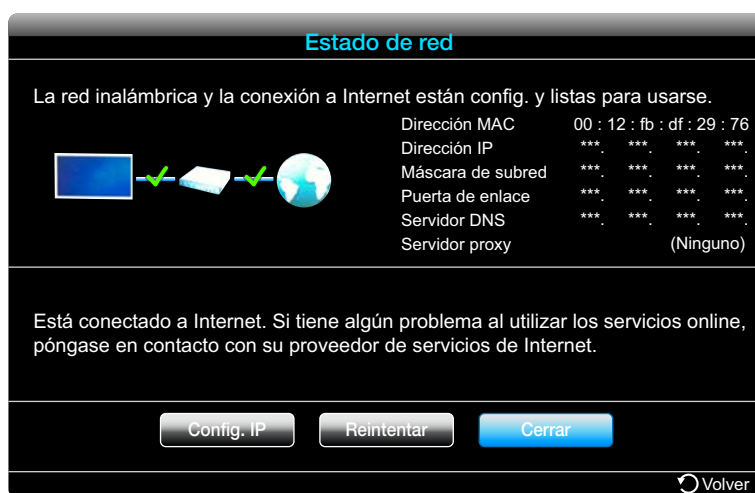 Estado de red
La red inalámbrica y la conexión a Internet están config. y listas para usarse.
Dirección MAC 00 : 12 : fb : df : 29 : 76
Dirección IP ***. ***. ***. ***.
Máscara de subred ***. ***. ***. ***.
Puerta de enlace ***. ***. ***. ***.
Servidor DNS ***. ***. ***. ***.
Servidor proxy (Ninguno)
Está conectado a Internet. Si tiene algún problema al utilizar los servicios online,
póngase en contacto con su proveedor de servicios de Internet.
Config. IP Reintentar Cerrar
Volver